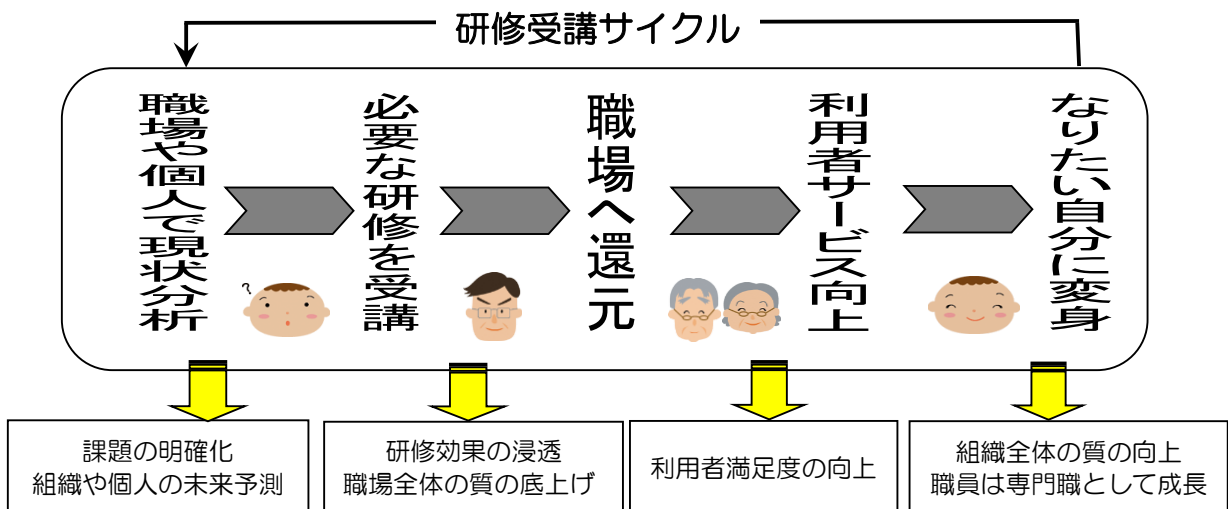 研修受講サイクル
職場や個人で現状分析
必要な研修を受講
職場へ還元
利用者サービス向上
なりたい自分に変身
?
課題の明確化
組織や個人の未来予測
研修効果の浸透
職場全体の質の底上げ
利用者満足度の向上
組織全体の質の向上
職員は専門職として成長